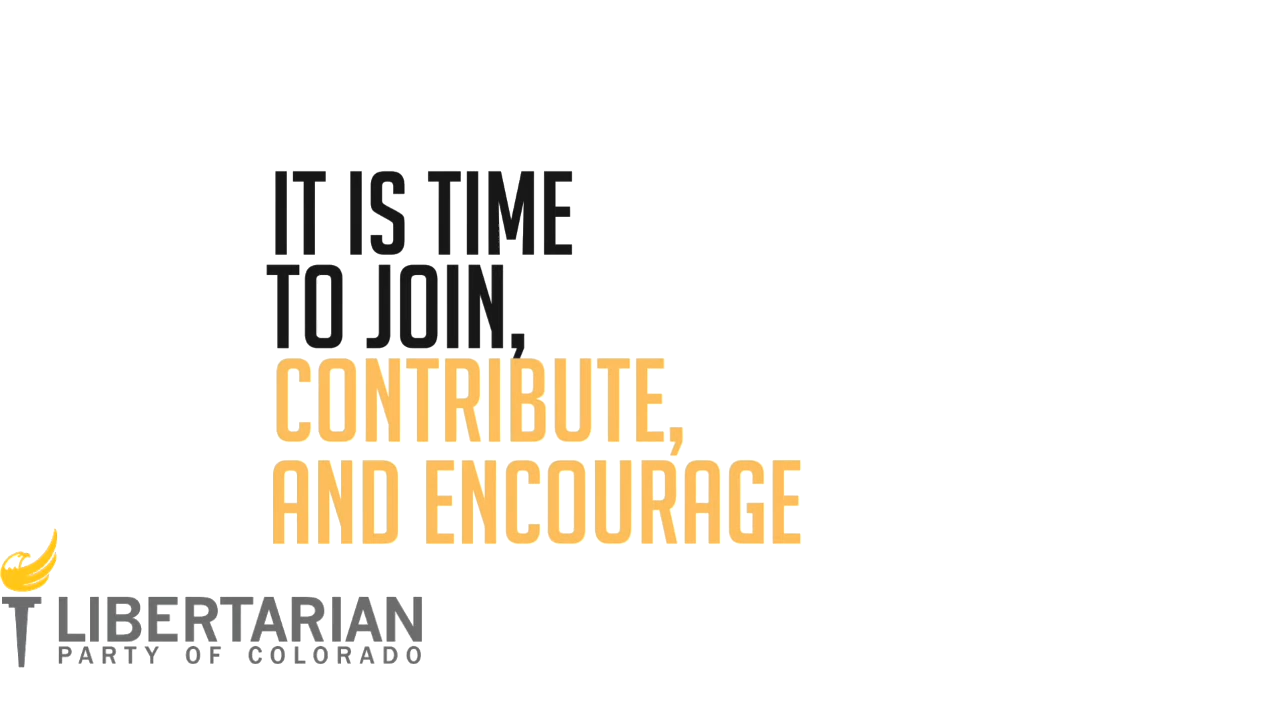 IT IS TIME
TO JOIN,
CONTRIBUTE,
AND ENCOURAGE
LIBERTARIAN
PARTY OF COLORADO